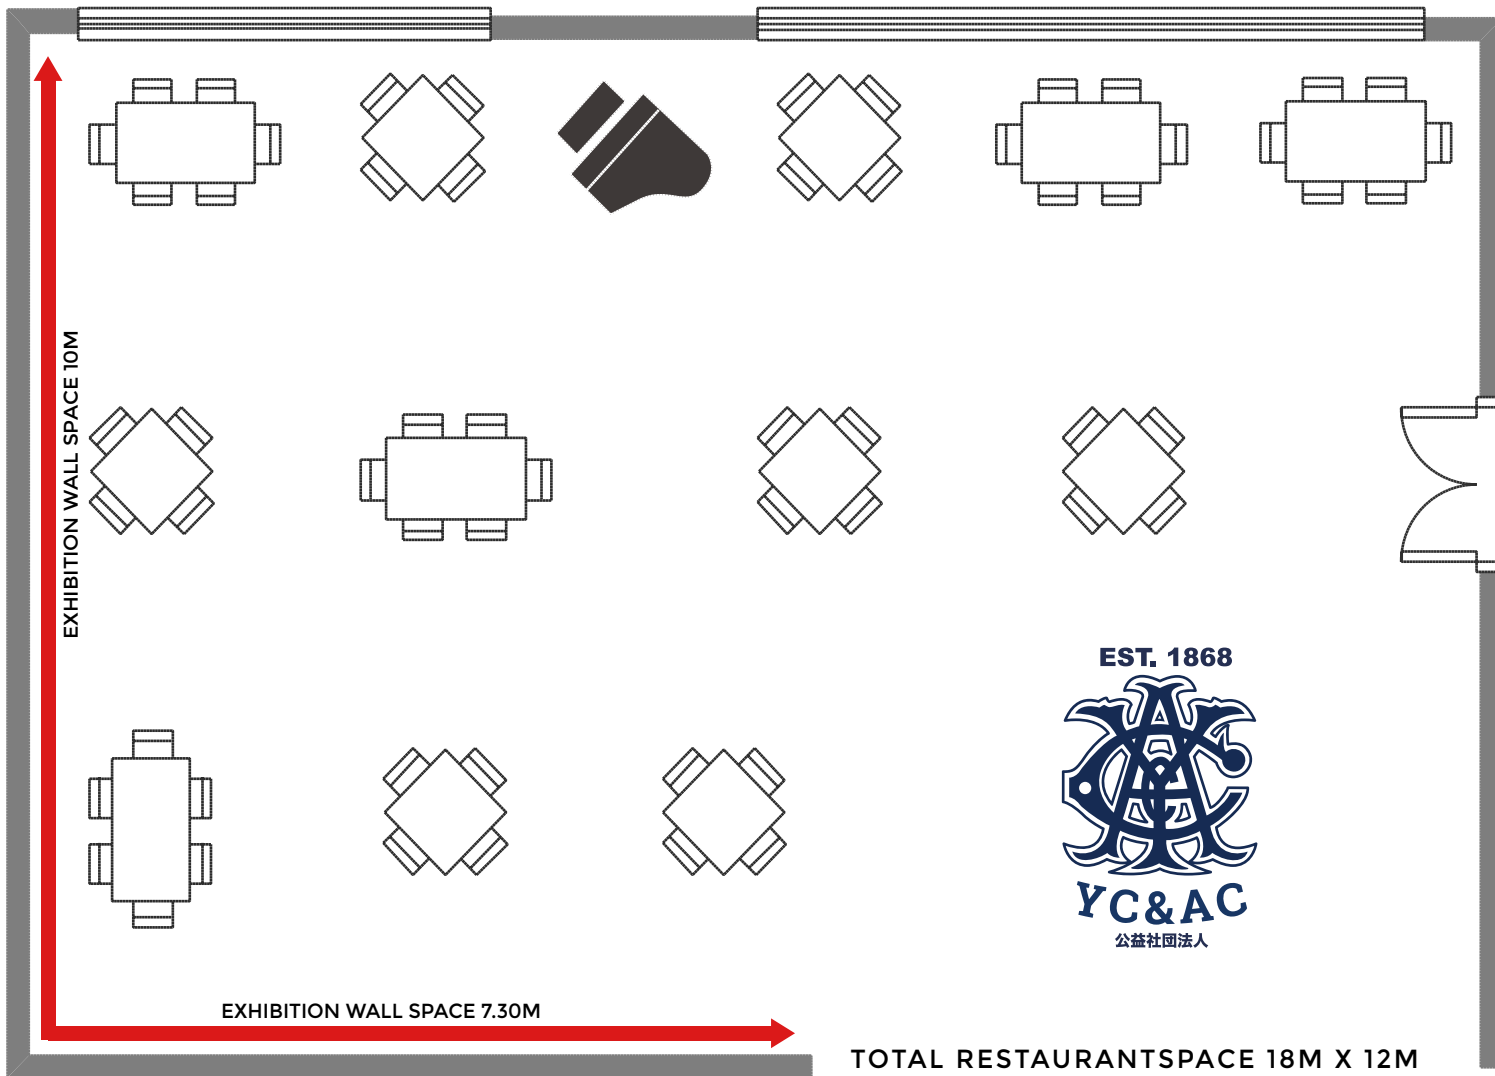 EXHIBITION WALL SPACE 10M
EST. 1868
YC&AC
公益社団法人
EXHIBITION WALL SPACE 7.30M
TOTAL RESTAURANTSPACE 18M X 12M